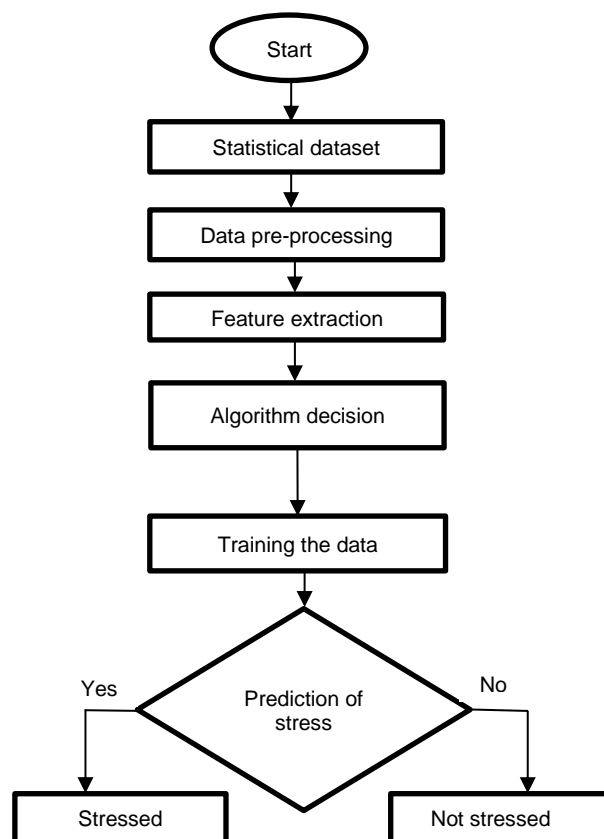 Start
Statistical dataset
Data pre-processing
Feature extraction
Algorithm decision
Training the data
Yes
No
Prediction of
stress
Stressed
Not stressed